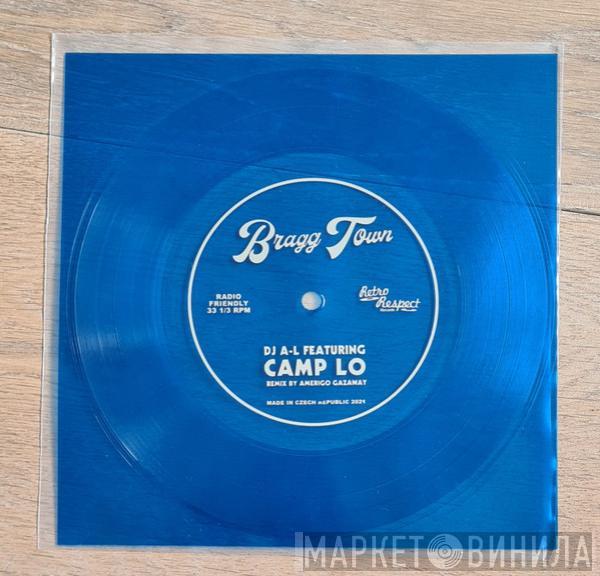 Bragg Town
RADIO
FRIENDLY
33 1/3 RPM
Retro
Respect
Records
DJ A-L FEATURING
CAMP LO
REMIX BY AMERIGO GAZAWAY
MADE IN CZECH REPUBLIC 2021
МАРКЕТ ВИНИЛА